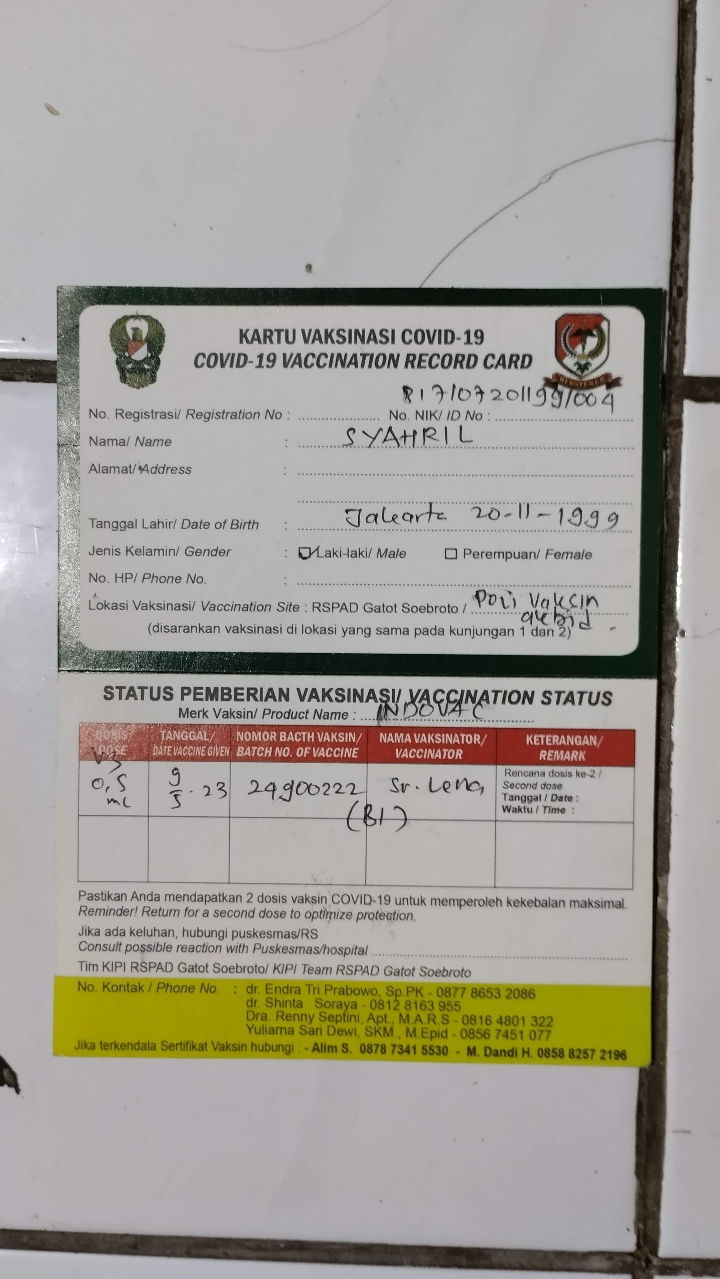 KARTU VAKSINASI COVID-19
COVID-19 VACCINATION RECORD CARD
No. Registrasi/ Registration No : No. NIK/ ID No :
Nama/ Name : SYAHRIL
Alamat/ Address :
Tanggal Lahir/ Date of Birth : Jakarta 20-11-1999
Jenis Kelamin/ Gender : Laki-laki/ Male Perempuan/ Female
No. HP/ Phone No. :
Lokasi Vaksinasi/ Vaccination Site : RSPAD Gatot Soebroto / Poli Vaksin
(disarankan vaksinasi di lokasi yang sama pada kunjungan 1 dan 2)
STATUS PEMBERIAN VAKSINASI/ VACCINATION STATUS
Merk Vaksin/ Product Name : INDOVAC
DOSIS/ DOSE
TANGGAL/ DATE VACCINE GIVEN
NOMOR BACTH VAKSIN/ BATCH NO. OF VACCINE
NAMA VAKSINATOR/ VACCINATOR
KETERANGAN/ REMARK
V3
0,5 ml
9/5 . 23
24900222
(B1)
Sr. Lena
Rencana dosis ke-2 /
Second dose
Tanggal / Date :
Waktu / Time :
Pastikan Anda mendapatkan 2 dosis vaksin COVID-19 untuk memperoleh kekebalan maksimal.
Reminder! Return for a second dose to optimize protection.
Jika ada keluhan, hubungi puskesmas/RS
Consult possible reaction with Puskesmas/hospital
Tim KIPI RSPAD Gatot Soebroto/ KIPI Team RSPAD Gatot Soebroto
No. Kontak / Phone No. : dr. Endra Tri Prabowo, Sp.PK - 0877 8653 2086
dr. Shinta Soraya - 0812 8163 955
Dra. Renny Septini, Apt., M.A.R.S - 0816 4801 322
Yuliama Sari Dewi, SKM., M.Epid - 0856 7451 077
Jika terkendala Sertifikat Vaksin hubungi : - Alim S. 0878 7341 5530 - M. Dandi H. 0858 8257 2196